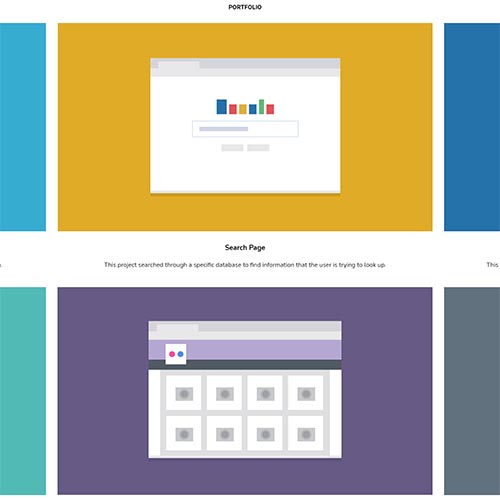 PORTFOLIO
Search Page
This project searched through a specific database to find information that the user is trying to look up.
This